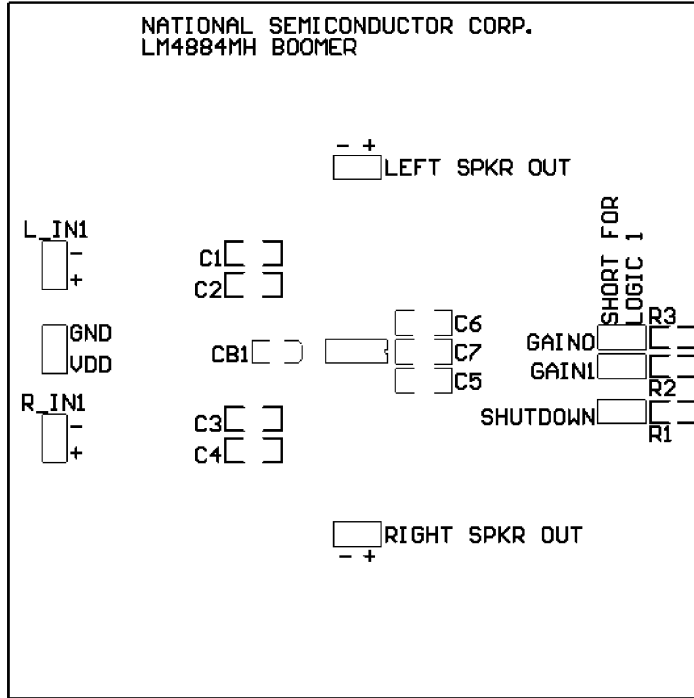 NATIONAL SEMICONDUCTOR CORP.
LM4884MH BOOMER
- +
LEFT SPKR OUT
L_IN1
-
+
C1
C2
SHORT FOR
LOGIC 1
GND
VDD
CB1
C6
C7
C5
GAIN0
GAIN1
SHUTDOWN
R3
R2
R1
R_IN1
-
+
C3
C4
RIGHT SPKR OUT
- +